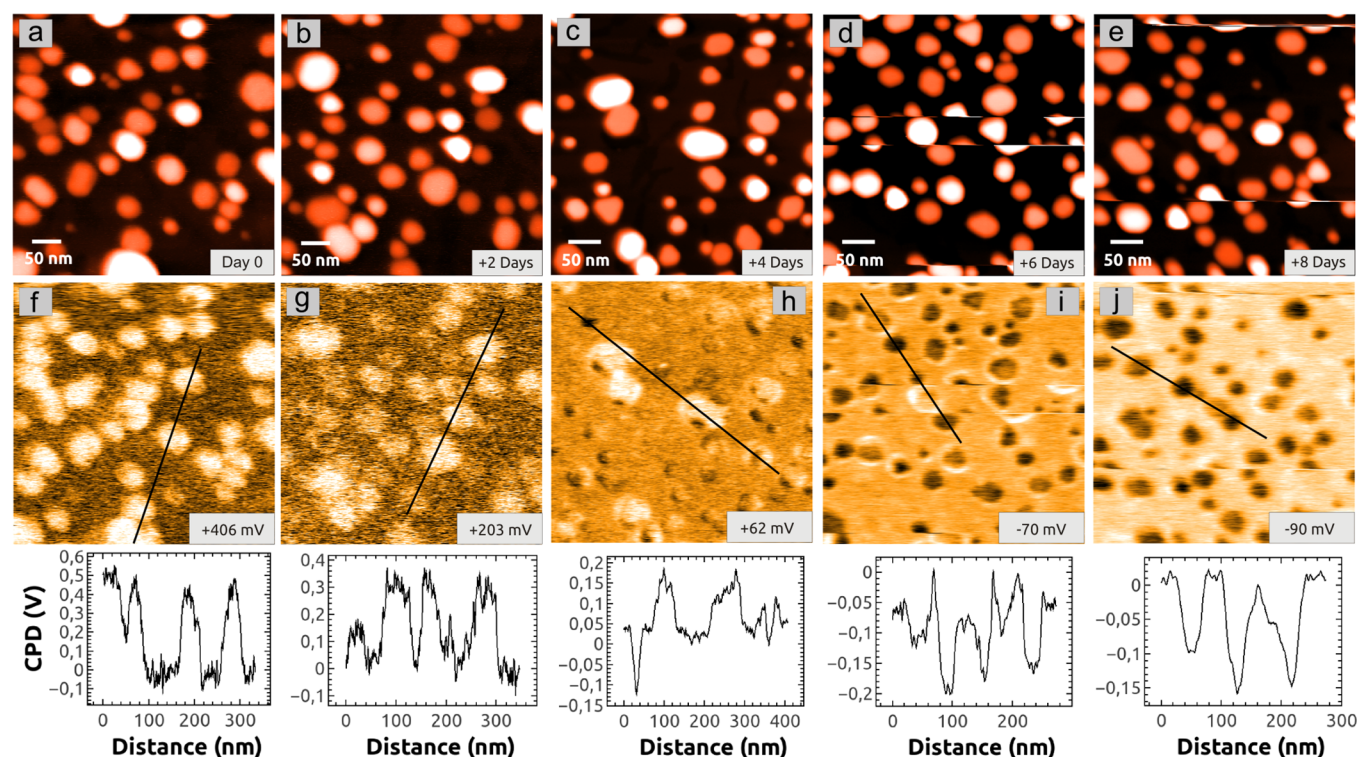 a
b
c
d
e
50 nm
Day 0
50 nm
+2 Days
50 nm
+4 Days
50 nm
+6 Days
50 nm
+8 Days
f
g
h
i
j
+406 mV
+203 mV
+62 mV
-70 mV
-90 mV
CPD (V)
0,6
0,5
0,4
0,3
0,2
0,1
0
−0,1
0 100 200 300
Distance (nm)
0,4
0,3
0,2
0,1
0
−0,1
0 100 200 300
Distance (nm)
0,2
0,15
0,1
0,05
0
−0,05
−0,1
−0,15
0 100 200 300 400
Distance (nm)
0
−0,05
−0,1
−0,15
−0,2
0 100 200
Distance (nm)
0
−0,05
−0,1
−0,15
0 100 200 300
Distance (nm)